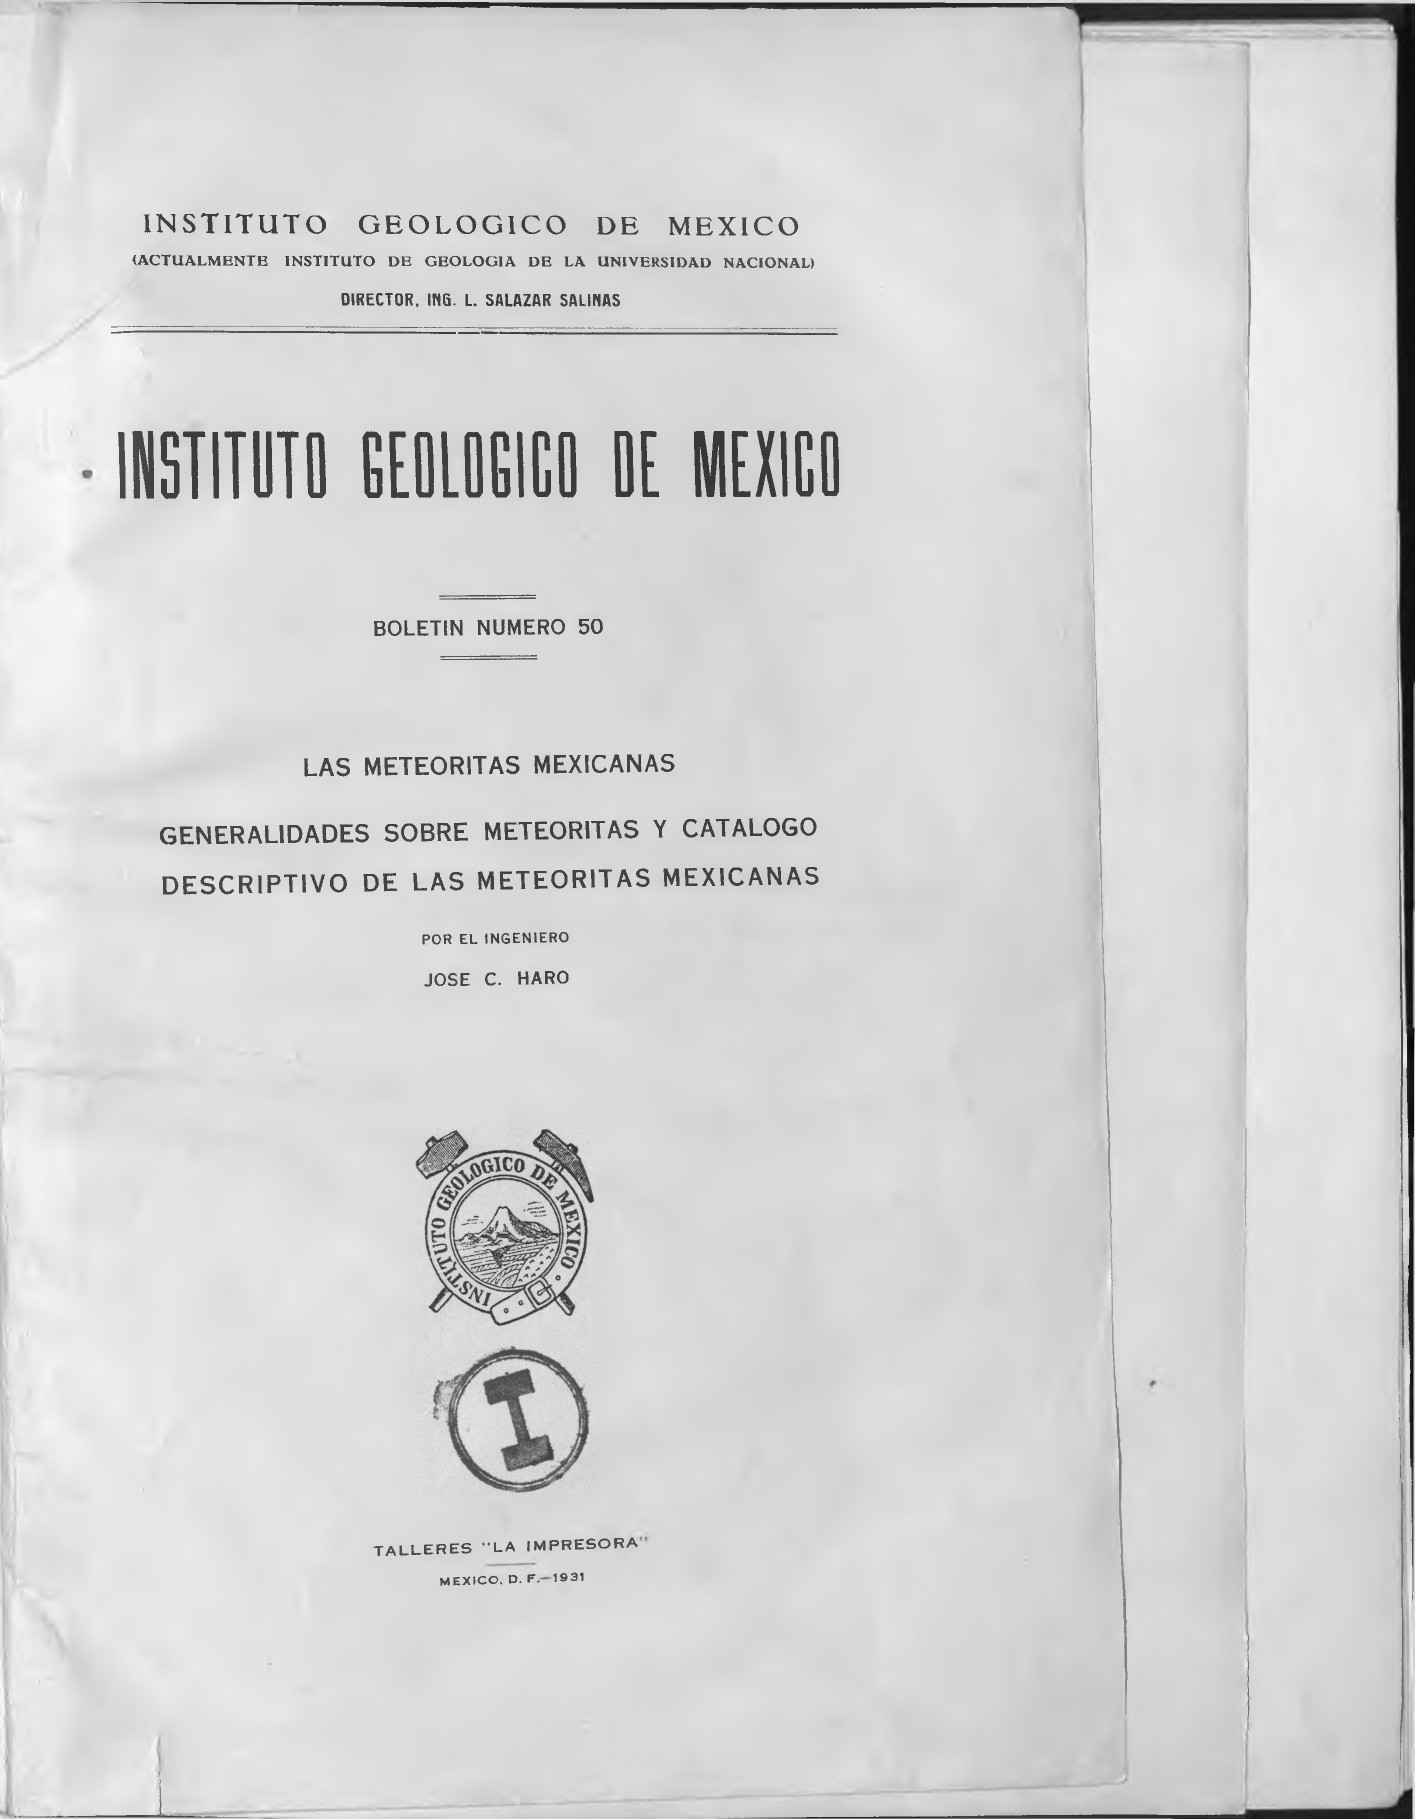 INSTITUTO GEOLOGICO DE MEXICO
(ACTUALMENTE INSTITUTO DE GEOLOGIA DE LA UNIVERSIDAD NACIONAL)
DIRECTOR, ING. L. SALAZAR SALINAS
INSTITUTO GEOLOGICO DE MEXICO
BOLETIN NUMERO 50
LAS METEORITAS MEXICANAS
GENERALIDADES SOBRE METEORITAS Y CATALOGO
DESCRIPTIVO DE LAS METEORITAS MEXICANAS
POR EL INGENIERO
JOSE C. HARO
INSTITUTO GEOLOGICO DE MEXICO
I
TALLERES "LA IMPRESORA"
MEXICO, D. F.—1931